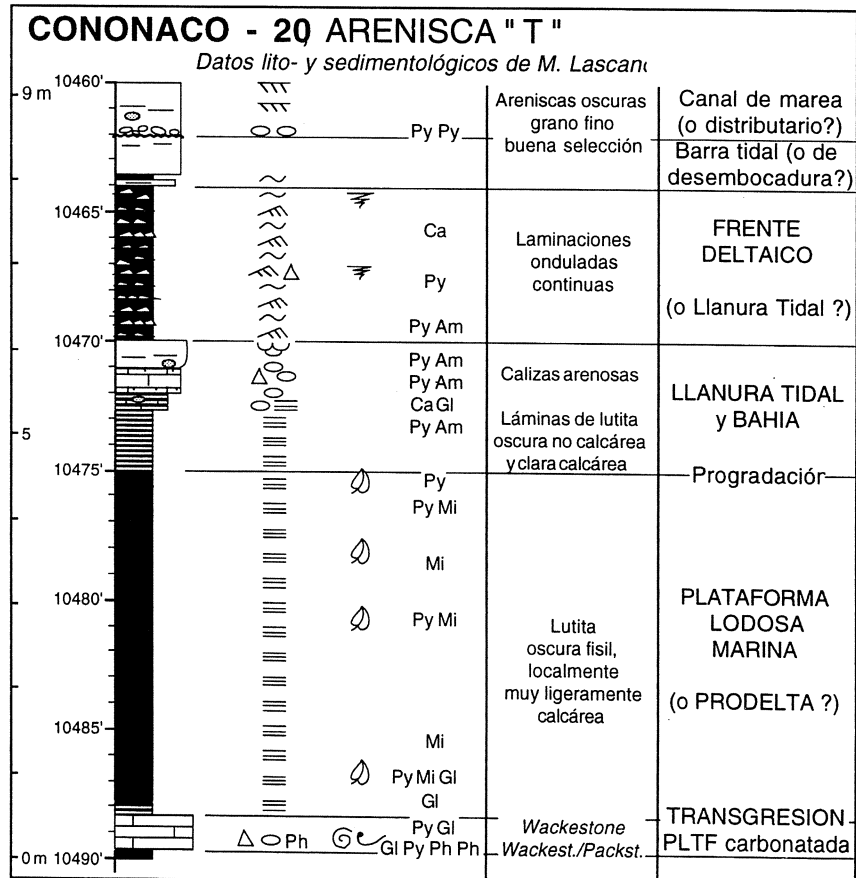 CONONACO - 20, ARENISCA "T"
Datos lito- y sedimentológicos de M. Lascano
9 m
10460'
Areniscas oscuras
grano fino
buena selección
Canal de marea
(o distributario?)
Py Py
Barra tidal (o de
desembocadura?)
10465'
Ca
Py
Py Am
Laminaciones
onduladas
continuas
FRENTE
DELTAICO
(o Llanura Tidal ?)
10470'
Py Am
Py Am
Ca Gl
Py Am
Calizas arenosas
Láminas de lutita
oscura no calcárea
y clara calcárea
LLANURA TIDAL
y BAHIA
5
10475'
Progradación
Py
Py Mi
Mi
10480'
Py Mi
Lutita
oscura fisil,
localmente
muy ligeramente
calcárea
PLATAFORMA
LODOSA
MARINA
(o PRODELTA ?)
10485'
Mi
Py Mi Gl
Gl
Py Gl
Wackestone
TRANSGRESION
Ph
Gl Py Ph Ph
Wackest./Packst.
PLTF carbonatada
0 m
10490'